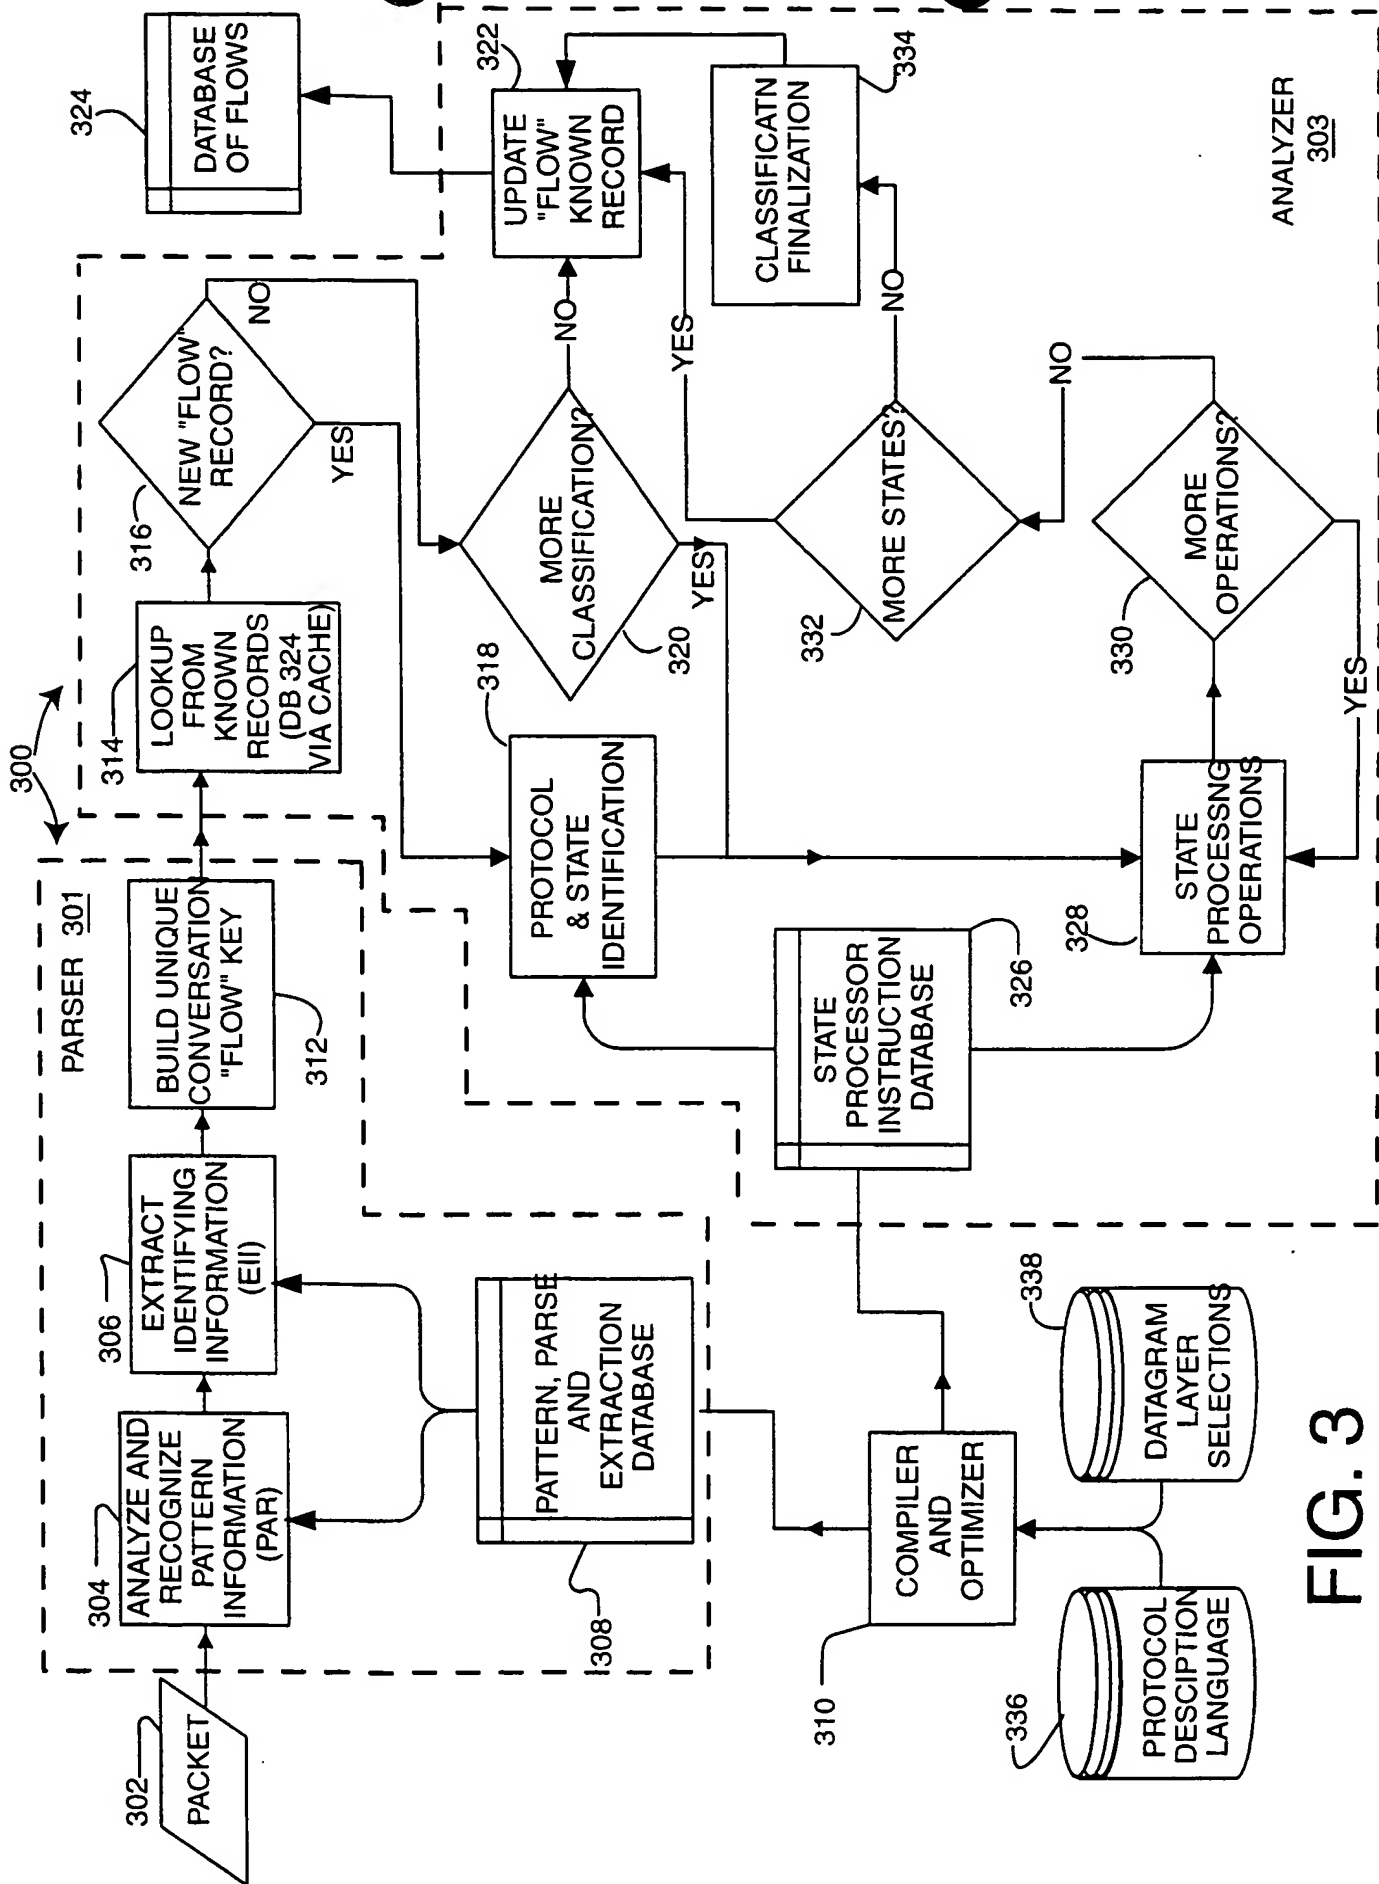 300
PARSER 301
302
PACKET
304
ANALYZE AND
RECOGNIZE
PATTERN
INFORMATION
(PAR)
306
EXTRACT
IDENTIFYING
INFORMATION
(EII)
BUILD UNIQUE
CONVERSATION
"FLOW" KEY
312
314
LOOKUP
FROM
KNOWN
RECORDS
(DB 324
VIA CACHE)
316
NEW "FLOW"
RECORD?
NO
YES
324
DATABASE
OF FLOWS
308
PATTERN, PARSE
AND
EXTRACTION
DATABASE
318
PROTOCOL
& STATE
IDENTIFICATION
MORE
CLASSIFICATION?
320
NO
YES
322
UPDATE
"FLOW"
KNOWN
RECORD
YES
CLASSIFICATN
FINALIZATION
334
310
COMPILER
AND
OPTIMIZER
STATE
PROCESSOR
INSTRUCTION
DATABASE
326
332
MORE STATES?
NO
NO
336
PROTOCOL
DESCIPTION
LANGUAGE
338
DATAGRAM
LAYER
SELECTIONS
328
STATE
PROCESSNG
OPERATIONS
330
MORE
OPERATIONS?
YES
ANALYZER
303
FIG. 3